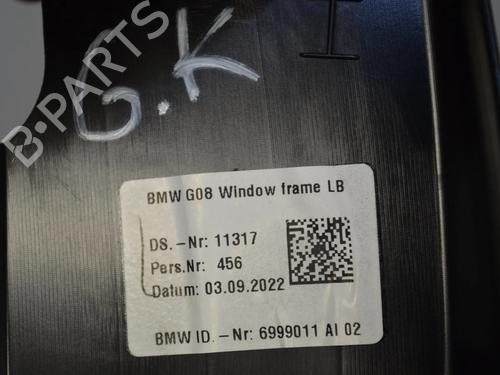 B-PARTS
G.K
BMW G08 Window frame LB
DS.-Nr: 11317
Pers.Nr: 456
Datum: 03.09.2022
BMW ID.-Nr: 6999011 AI 02